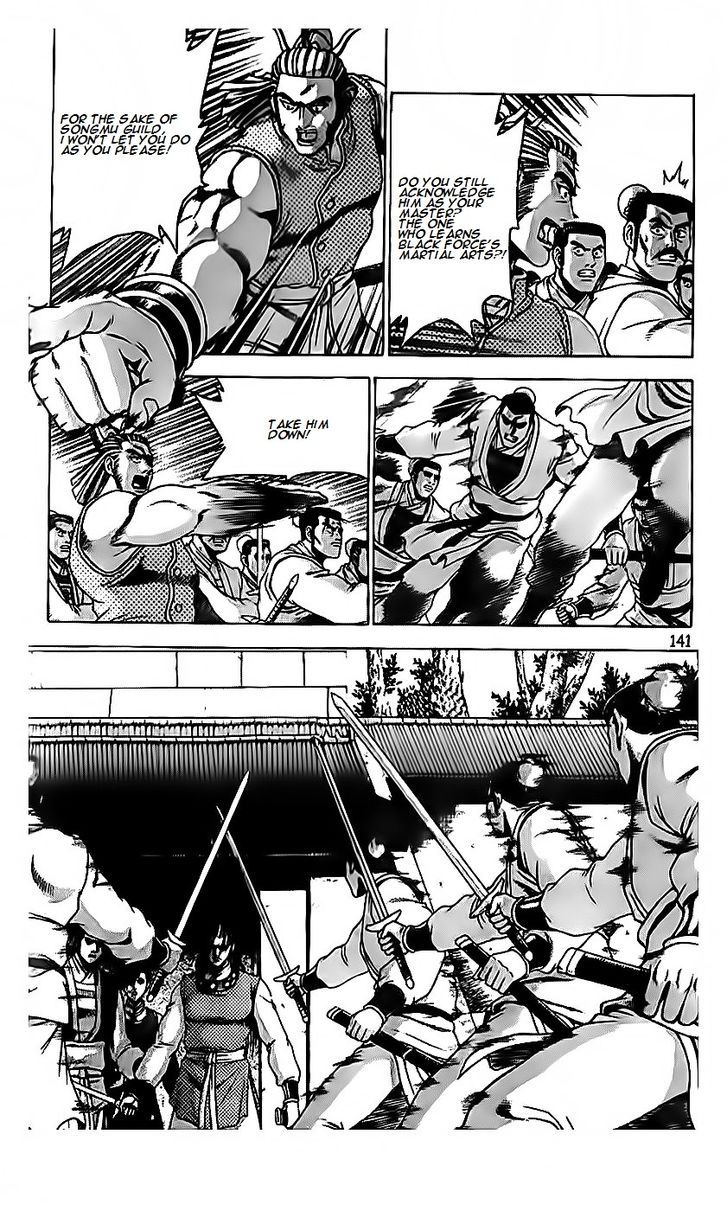 FOR THE SAKE OF
SONGMU GUILD,
I WON'T LET YOU DO
AS YOU PLEASE!
DO YOU STILL
ACKNOWLEDGE
HIM AS YOUR
MASTER?
THE ONE
WHO LEARNS
BLACK FORCE'S
MARTIAL ARTS?!
TAKE HIM
DOWN!
141